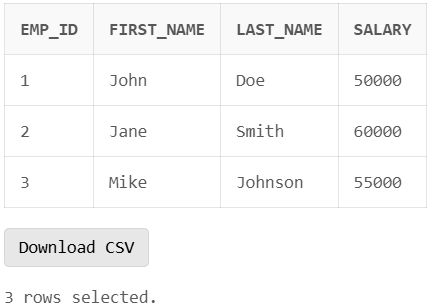 EMP_ID FIRST_NAME LAST_NAME SALARY
1 John Doe 50000
2 Jane Smith 60000
3 Mike Johnson 55000
Download CSV
3 rows selected.